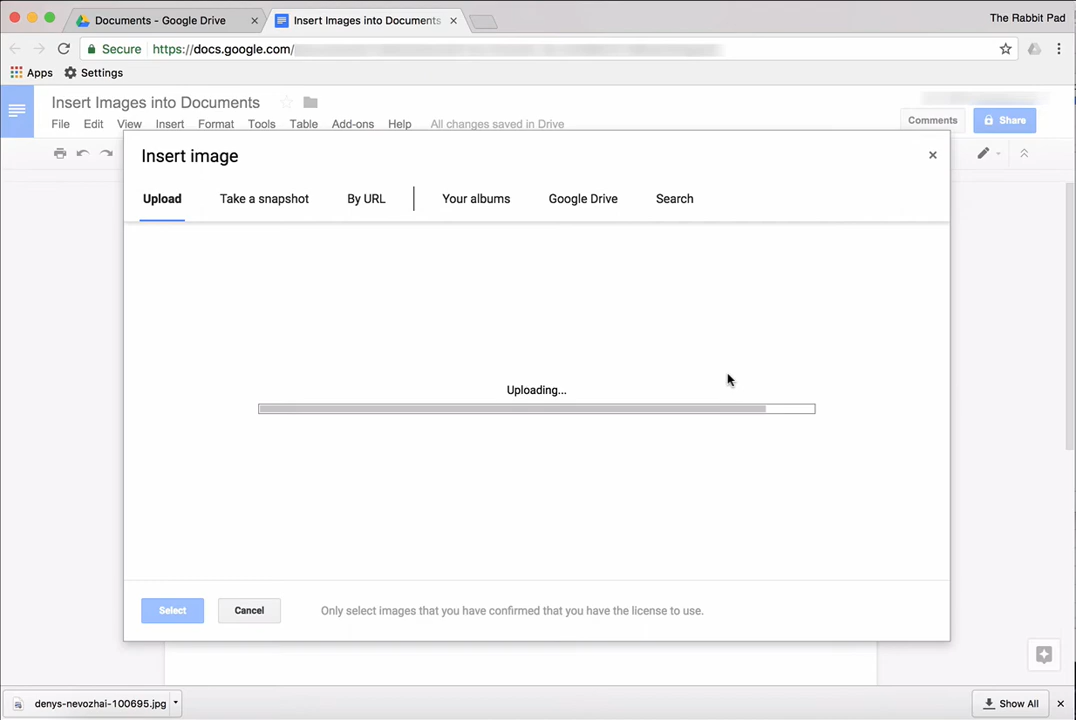 Documents - Google Drive
Insert Images into Documents
The Rabbit Pad
Secure https://docs.google.com/
Apps Settings
Insert Images into Documents
File Edit View Insert Format Tools Table Add-ons Help All changes saved in Drive
Comments
Share
Insert image
Upload Take a snapshot By URL Your albums Google Drive Search
Uploading...
Select Cancel Only select images that you have confirmed that you have the license to use.
denys-nevozhai-100695.jpg
Show All